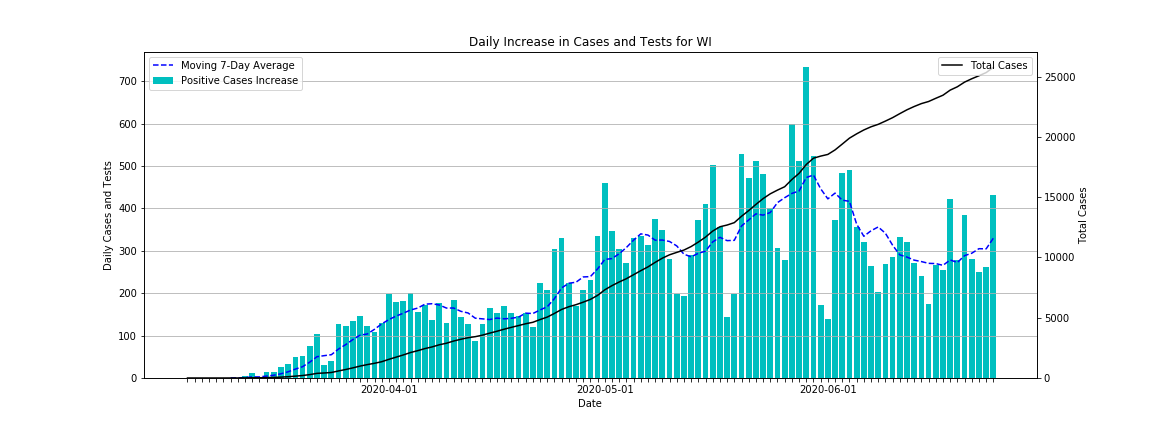 Daily Increase in Cases and Tests for WI
Moving 7-Day Average
Positive Cases Increase
Total Cases
700
600
500
400
300
200
100
0
Daily Cases and Tests
25000
20000
15000
10000
5000
0
Total Cases
2020-04-01
2020-05-01
2020-06-01
Date